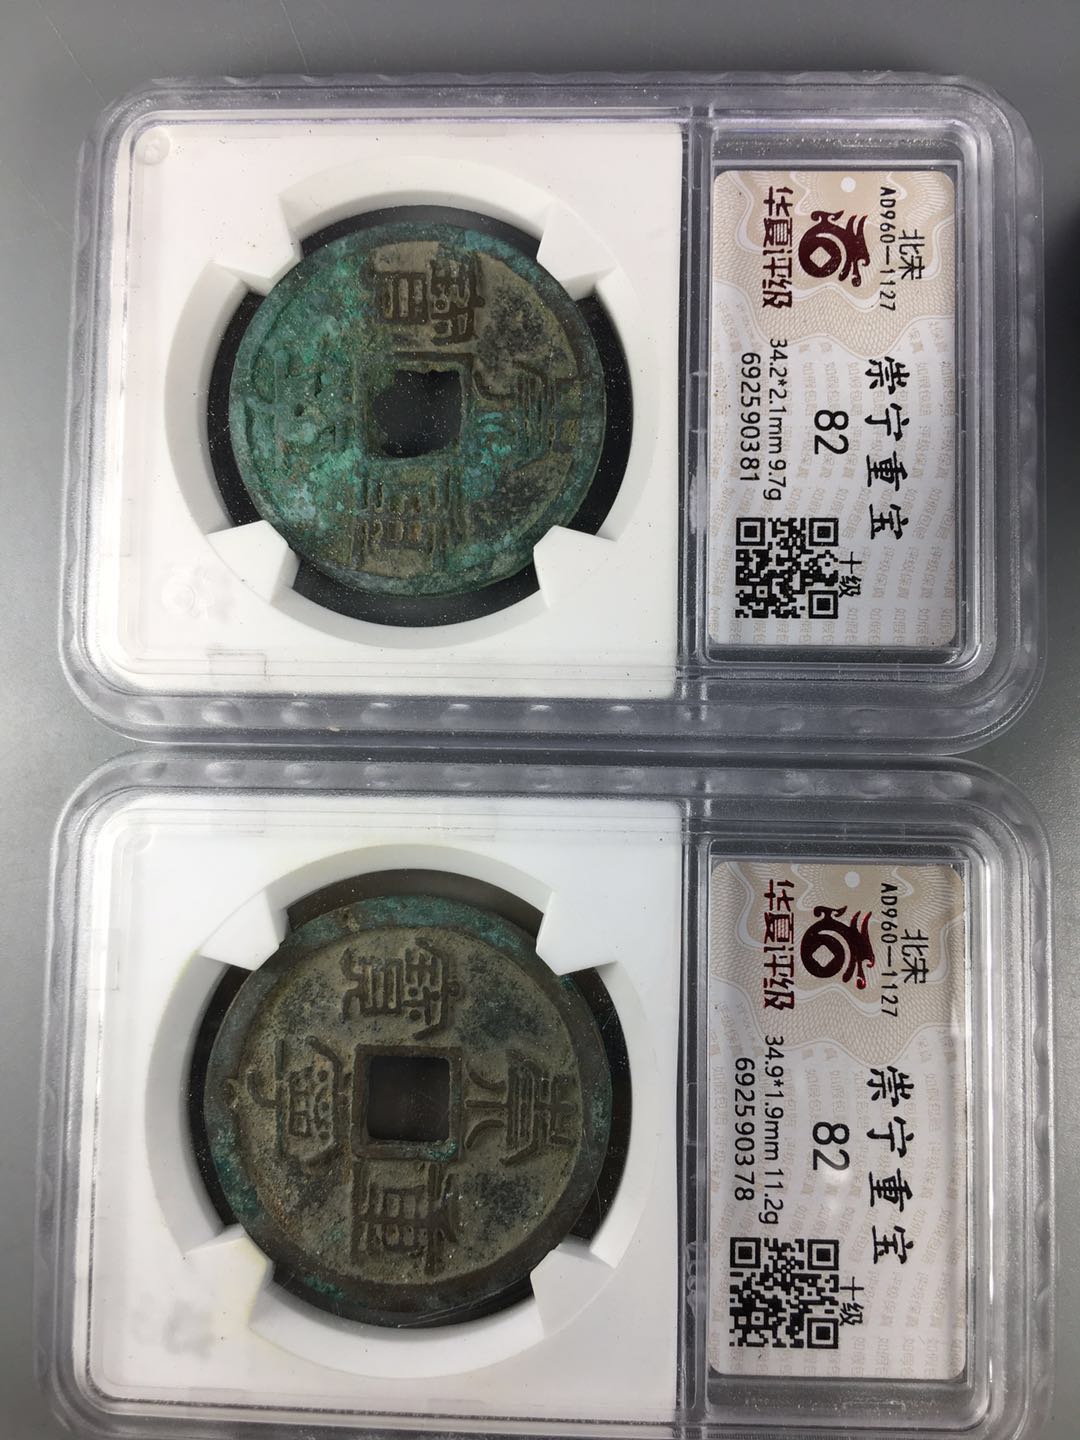 北宋
AD960—1127
华夏评级
崇宁重宝
82
34.2*2.1mm 9.7g
692590381
十级
崇寧重寶
北宋
AD960—1127
华夏评级
崇宁重宝
82
34.9*1.9mm 11.2g
692590378
十级
崇寧重寶